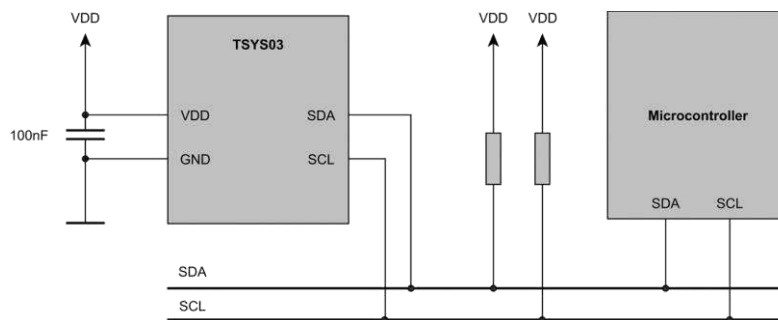 VDD
TSYS03
VDD
VDD
VDD
SDA
100nF
Microcontroller
GND
SCL
SDA
SCL
SDA
SCL